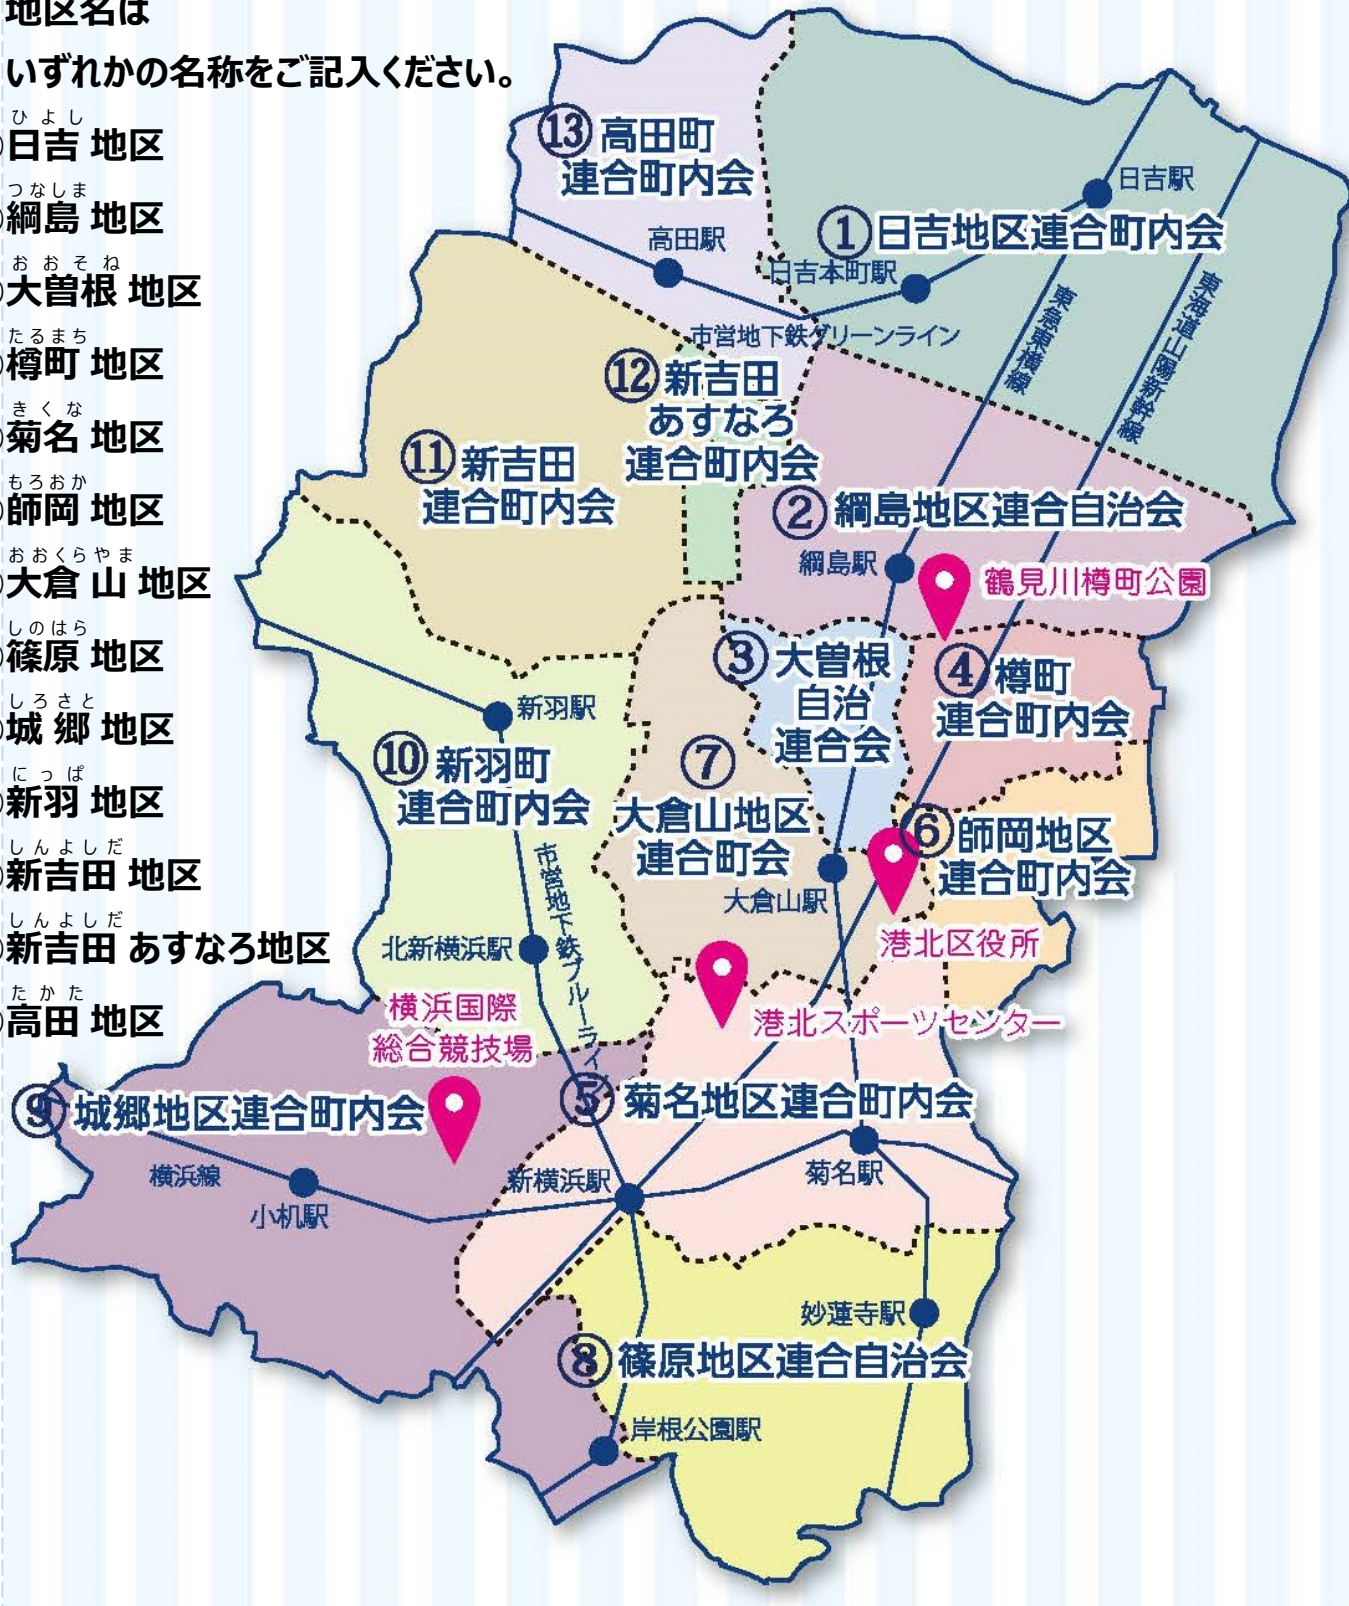 地区名は
いずれかの名称をご記入ください。
ひよし
日吉 地区
つなしま
綱島 地区
おおそね
大曽根 地区
たるまち
樽町 地区
きくな
菊名 地区
もろおか
師岡 地区
おおくらやま
大倉 山 地区
しのはら
篠原 地区
しろさと
城 郷 地区
にっぱ
新羽 地区
しんよしだ
新吉田 地区
しんよしだ
新吉田 あすなろ地区
たかた
高田 地区
⑬ 高田町
連合町内会
日吉駅
① 日吉地区連合町内会
高田駅
日吉本町駅
東急東横線
東海道山陽新幹線
市営地下鉄グリーンライン
⑫ 新吉田
あすなろ
連合町内会
⑪ 新吉田
連合町内会
② 綱島地区連合自治会
綱島駅
鶴見川樽町公園
③ 大曽根
自治
連合会
④ 樽町
連合町内会
新羽駅
⑩ 新羽町
連合町内会
⑦
大倉山地区
連合町会
⑥ 師岡地区
連合町内会
市営地下鉄ブルーライン
大倉山駅
港北区役所
北新横浜駅
横浜国際
総合競技場
港北スポーツセンター
⑨ 城郷地区連合町内会
⑤ 菊名地区連合町内会
横浜線
小机駅
新横浜駅
菊名駅
妙蓮寺駅
⑧ 篠原地区連合自治会
岸根公園駅